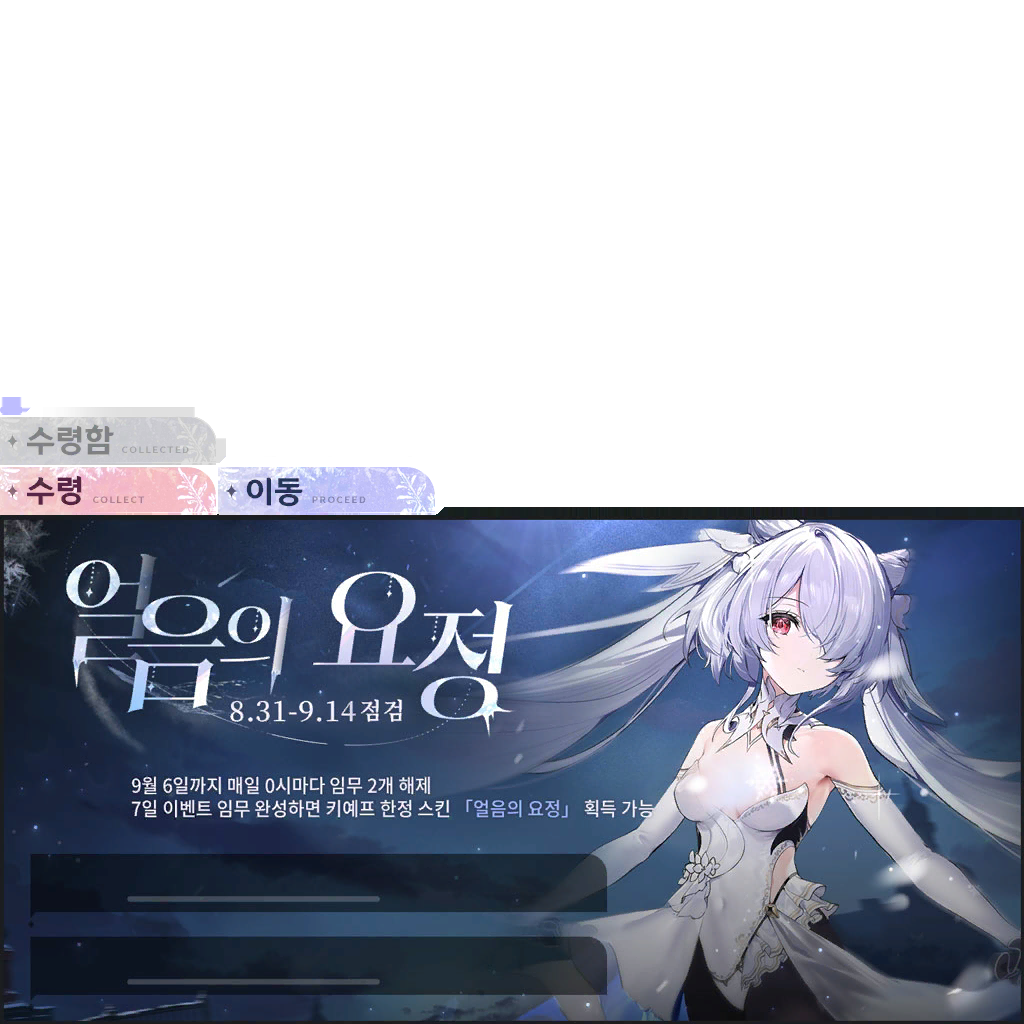 수령함 COLLECTED
수령 COLLECT
이동 PROCEED
얼음의 요정
8.31-9.14 점검
9월 6일까지 매일 0시마다 임무 2개 해제
7일 이벤트 임무 완성하면 키예프 한정 스킨 「얼음의 요정」 획득 가능